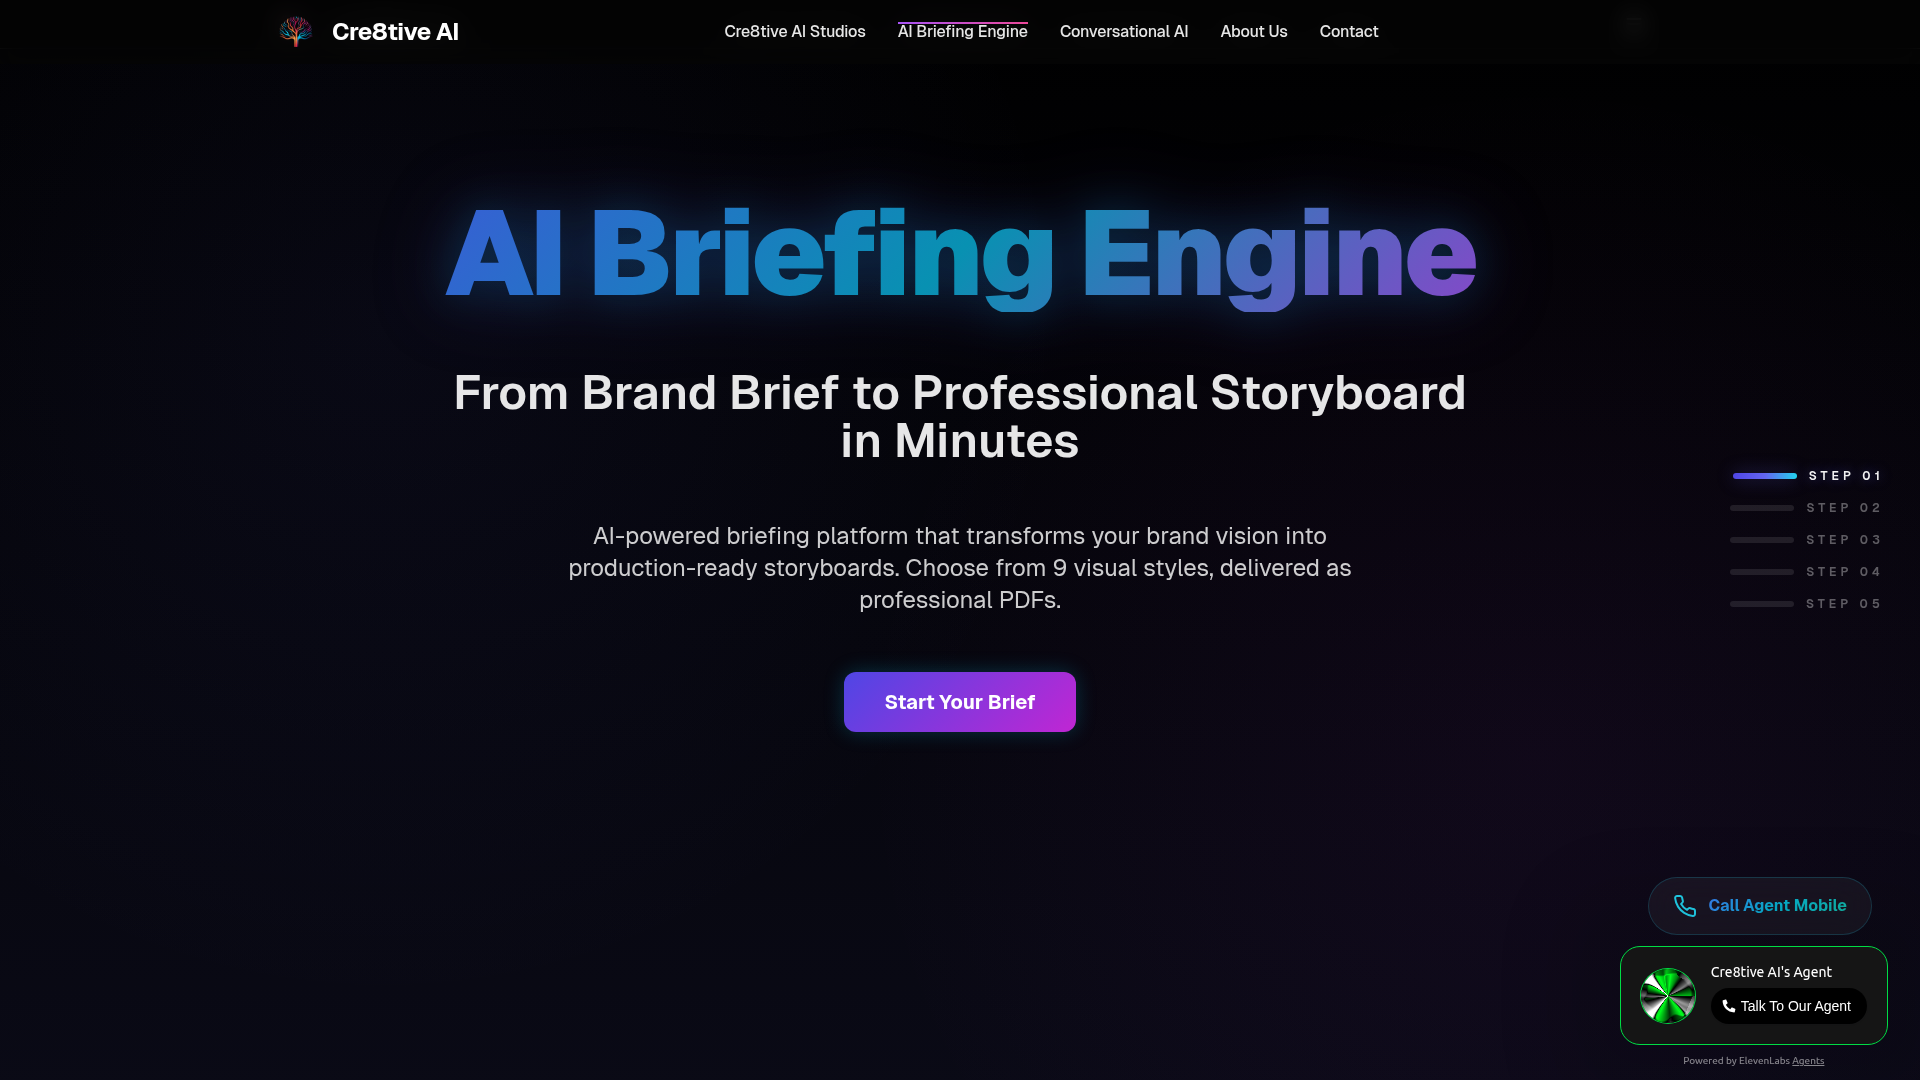 Cre8tive AI
Cre8tive AI Studios
AI Briefing Engine
Conversational AI
About Us
Contact
AI Briefing Engine
From Brand Brief to Professional Storyboard
in Minutes
AI-powered briefing platform that transforms your brand vision into
production-ready storyboards. Choose from 9 visual styles, delivered as
professional PDFs.
Start Your Brief
STEP 01
STEP 02
STEP 03
STEP 04
STEP 05
Call Agent Mobile
Cre8tive AI's Agent
Talk To Our Agent
Powered by ElevenLabs Agents